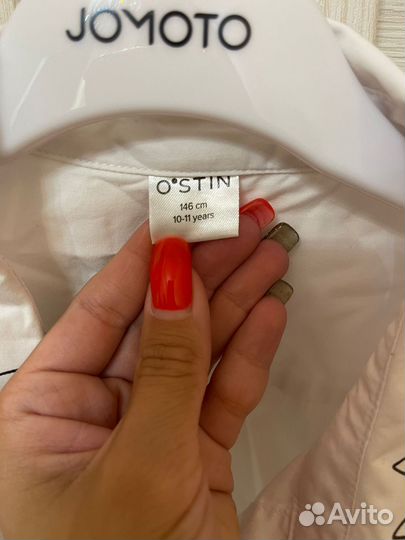 JOMOTO
O'STIN
146 cm
10-11 years
Avito